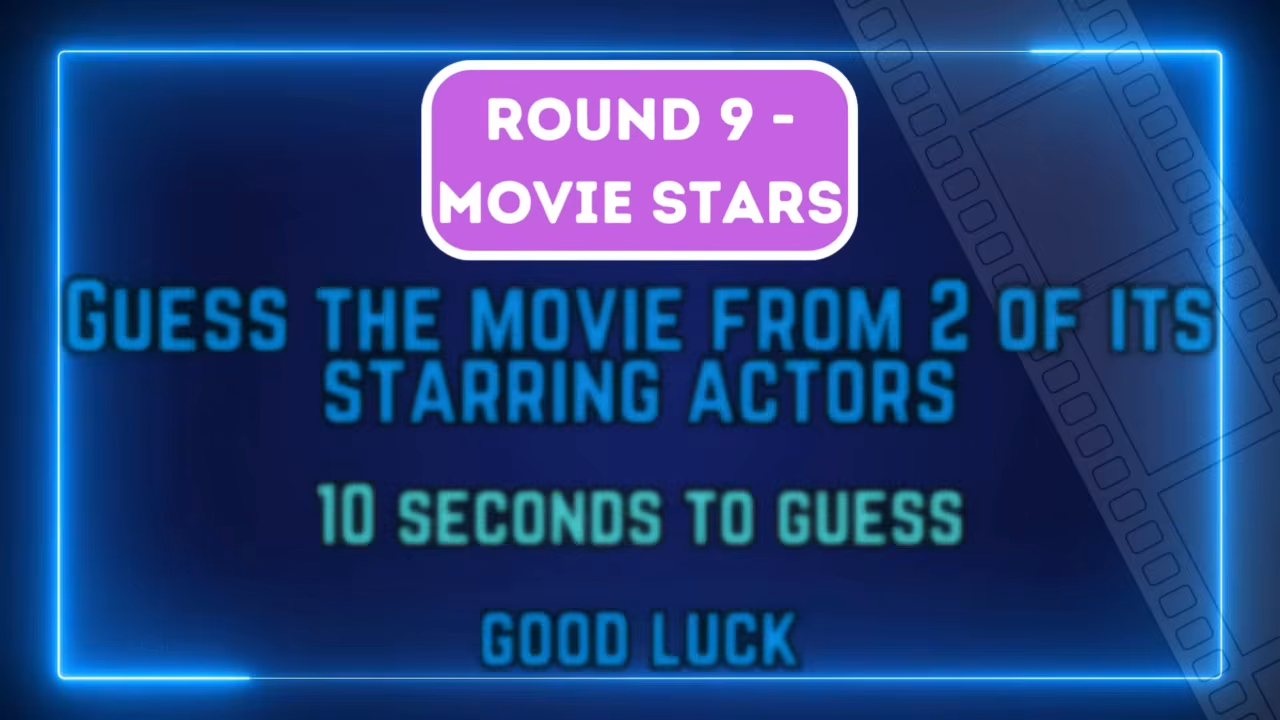 ROUND 9 -
MOVIE STARS
GUESS THE MOVIE FROM 2 OF ITS
STARRING ACTORS
10 SECONDS TO GUESS
GOOD LUCK